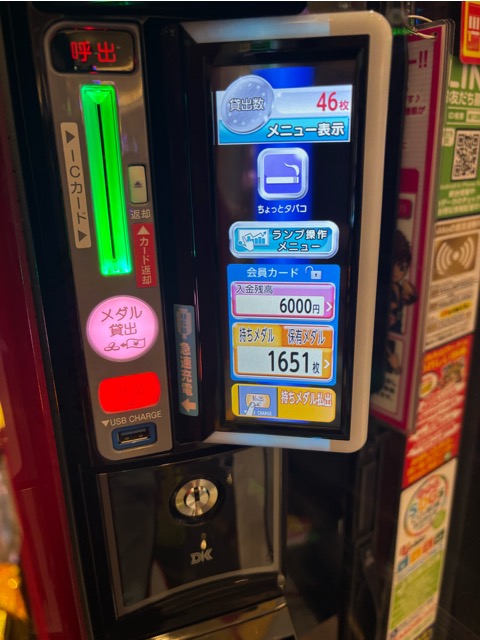 呼出
▶ICカード▶
返却
▲カード返却
メダル
貸出
急速充電
▼USB CHARGE
DK
貸出数
46枚
メニュー表示
ちょっとタバコ
ランプ操作
メニュー
会員カード
入金残高
6000円
持ちメダル 保有メダル
1651枚
払出
持ちメダル払出
!!